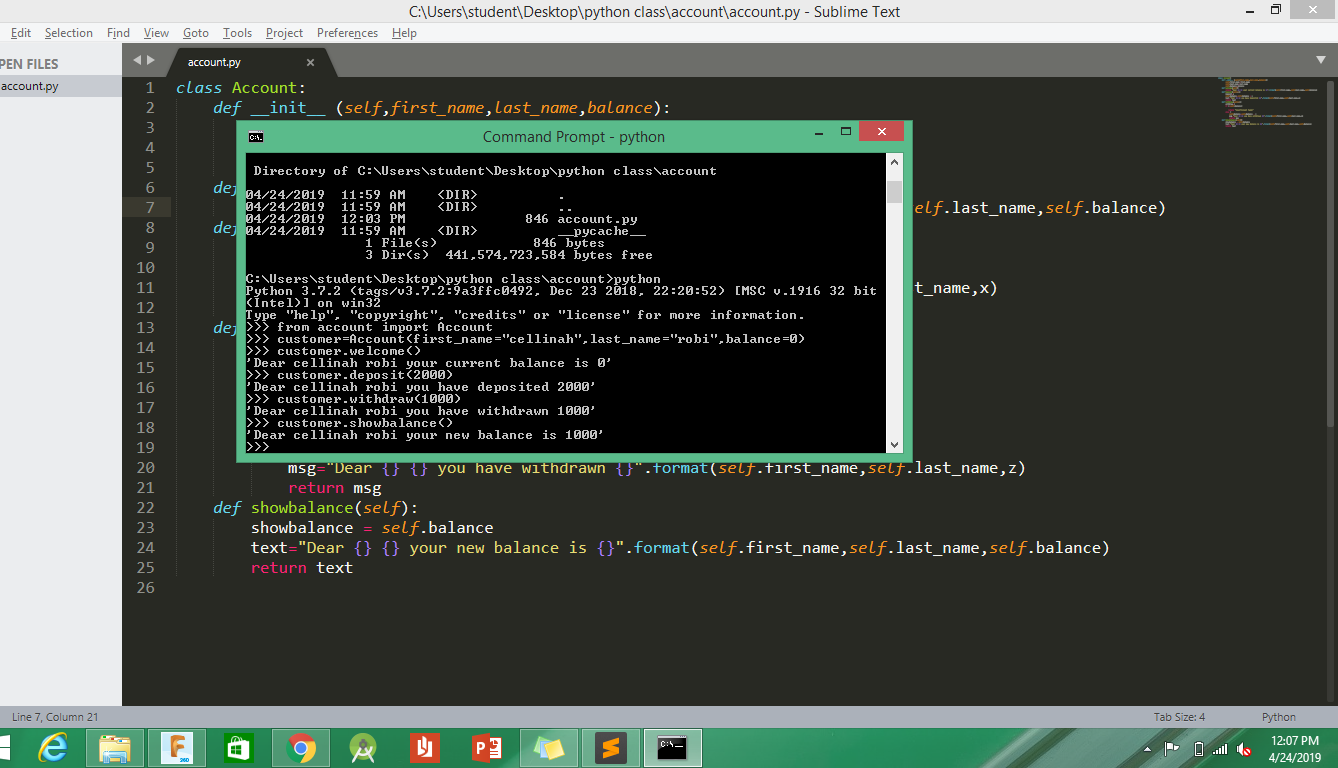 C:\Users\student\Desktop\python class\account\account.py - Sublime Text
Edit Selection Find View Goto Tools Project Preferences Help
PEN FILES
account.py
account.py
1 class Account:
2 def __init__ (self,first_name,last_name,balance):
3
4
5
6 def
7 elf.last_name,self.balance)
8 def
9
10
11 t_name,x)
12
13 def
14
15
16
17
18
19
20 msg="Dear {} {} you have withdrawn {}".format(self.first_name,self.last_name,z)
21 return msg
22 def showbalance(self):
23 showbalance = self.balance
24 text="Dear {} {} your new balance is {}".format(self.first_name,self.last_name,self.balance)
25 return text
26
Command Prompt - python
Directory of C:\Users\student\Desktop\python class\account
04/24/2019 11:59 AM <DIR> .
04/24/2019 11:59 AM <DIR> ..
04/24/2019 12:03 PM 846 account.py
04/24/2019 11:59 AM <DIR> __pycache__
1 File(s) 846 bytes
3 Dir(s) 441,574,723,584 bytes free
C:\Users\student\Desktop\python class\account>python
Python 3.7.2 (tags/v3.7.2:9a3ffc0492, Dec 23 2018, 22:20:52) [MSC v.1916 32 bit
(Intel)] on win32
Type "help", "copyright", "credits" or "license" for more information.
>>> from account import Account
>>> customer=Account(first_name="cellinah",last_name="robi",balance=0)
>>> customer.welcome()
'Dear cellinah robi your current balance is 0'
>>> customer.deposit(2000)
'Dear cellinah robi you have deposited 2000'
>>> customer.withdraw(1000)
'Dear cellinah robi you have withdrawn 1000'
>>> customer.showbalance()
'Dear cellinah robi your new balance is 1000'
>>>
Line 7, Column 21
Tab Size: 4
Python
12:07 PM
4/24/2019